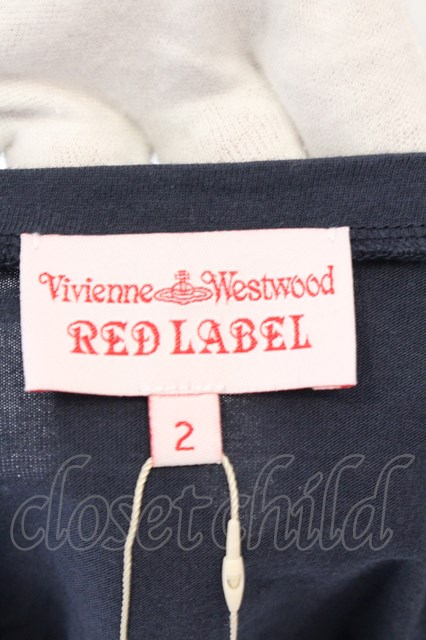 Vivienne Westwood
RED LABEL
2
closetchild